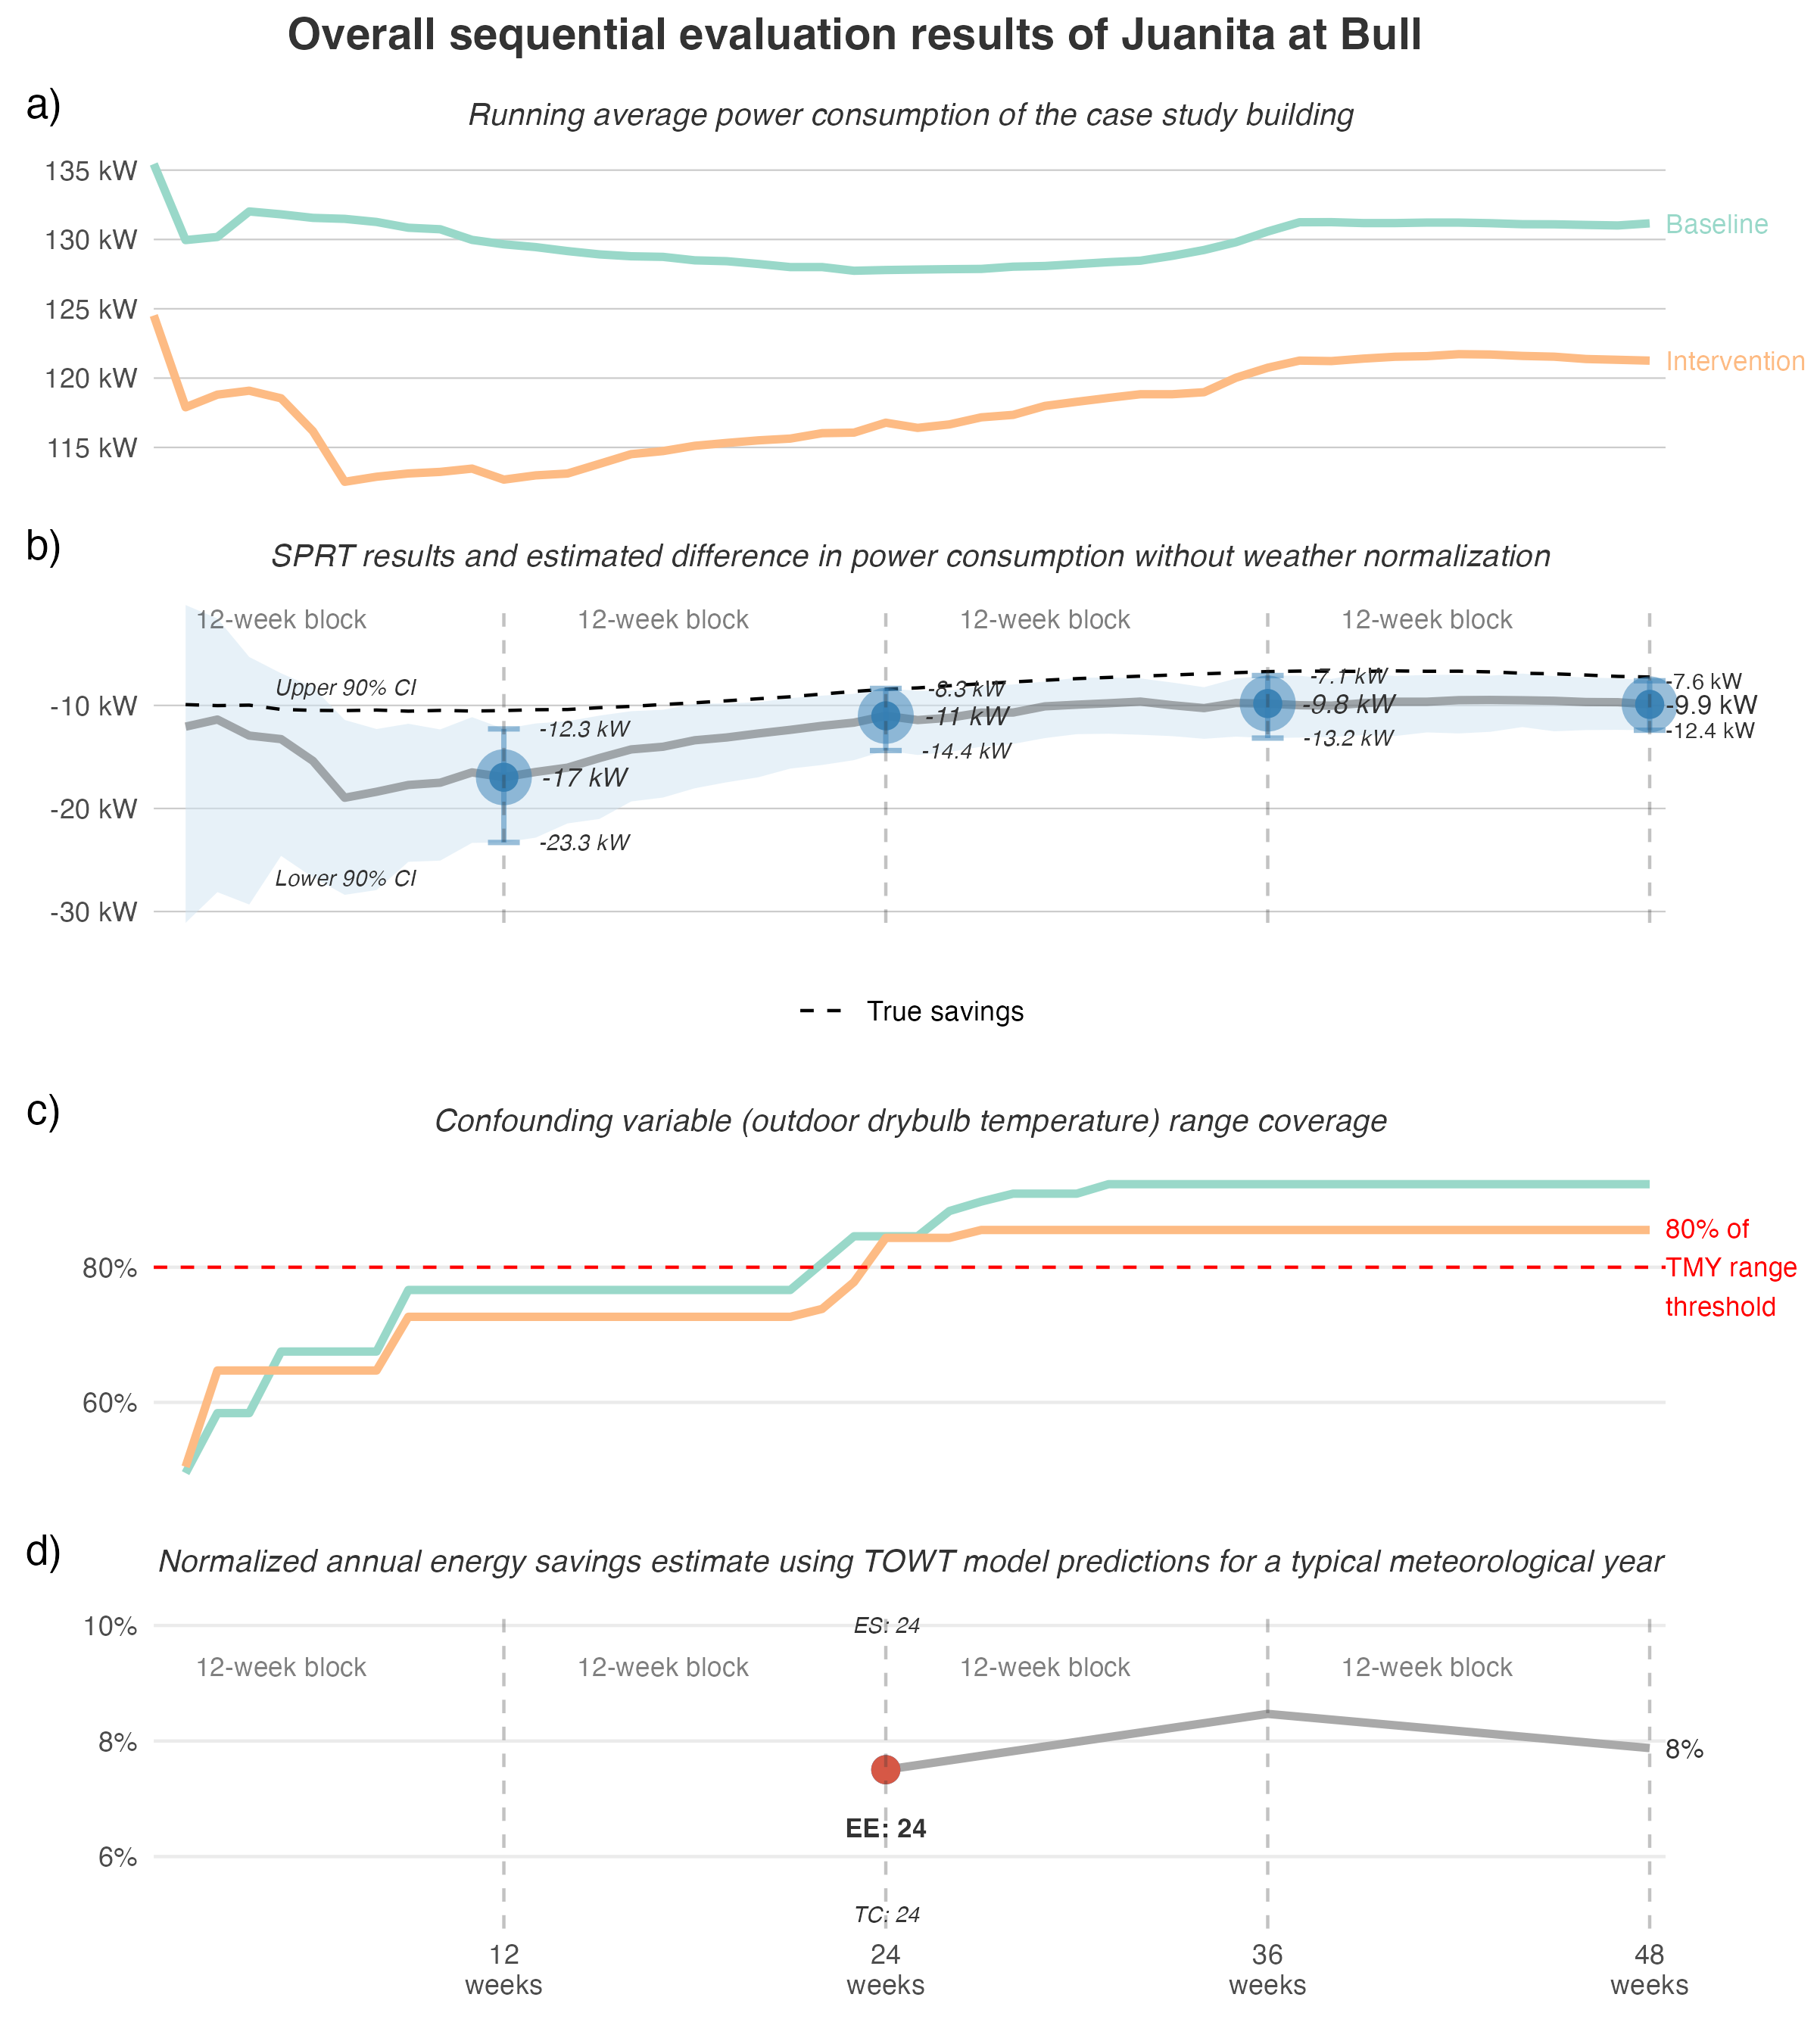 Overall sequential evaluation results of Juanita at Bull
a)
Running average power consumption of the case study building
135 kW
130 kW
125 kW
120 kW
115 kW
Baseline
Intervention
b)
SPRT results and estimated difference in power consumption without weather normalization
12-week block
12-week block
12-week block
12-week block
-10 kW
-20 kW
-30 kW
Upper 90% CI
Lower 90% CI
-12.3 kW
-17 kW
-23.3 kW
-8.3 kW
-11 kW
-14.4 kW
-7.1 kW
-9.8 kW
-13.2 kW
-7.6 kW
-9.9 kW
-12.4 kW
True savings
c)
Confounding variable (outdoor drybulb temperature) range coverage
80%
60%
80% of
TMY range
threshold
d)
Normalized annual energy savings estimate using TOWT model predictions for a typical meteorological year
10%
8%
6%
ES: 24
12-week block
12-week block
12-week block
12-week block
8%
EE: 24
TC: 24
12
weeks
24
weeks
36
weeks
48
weeks